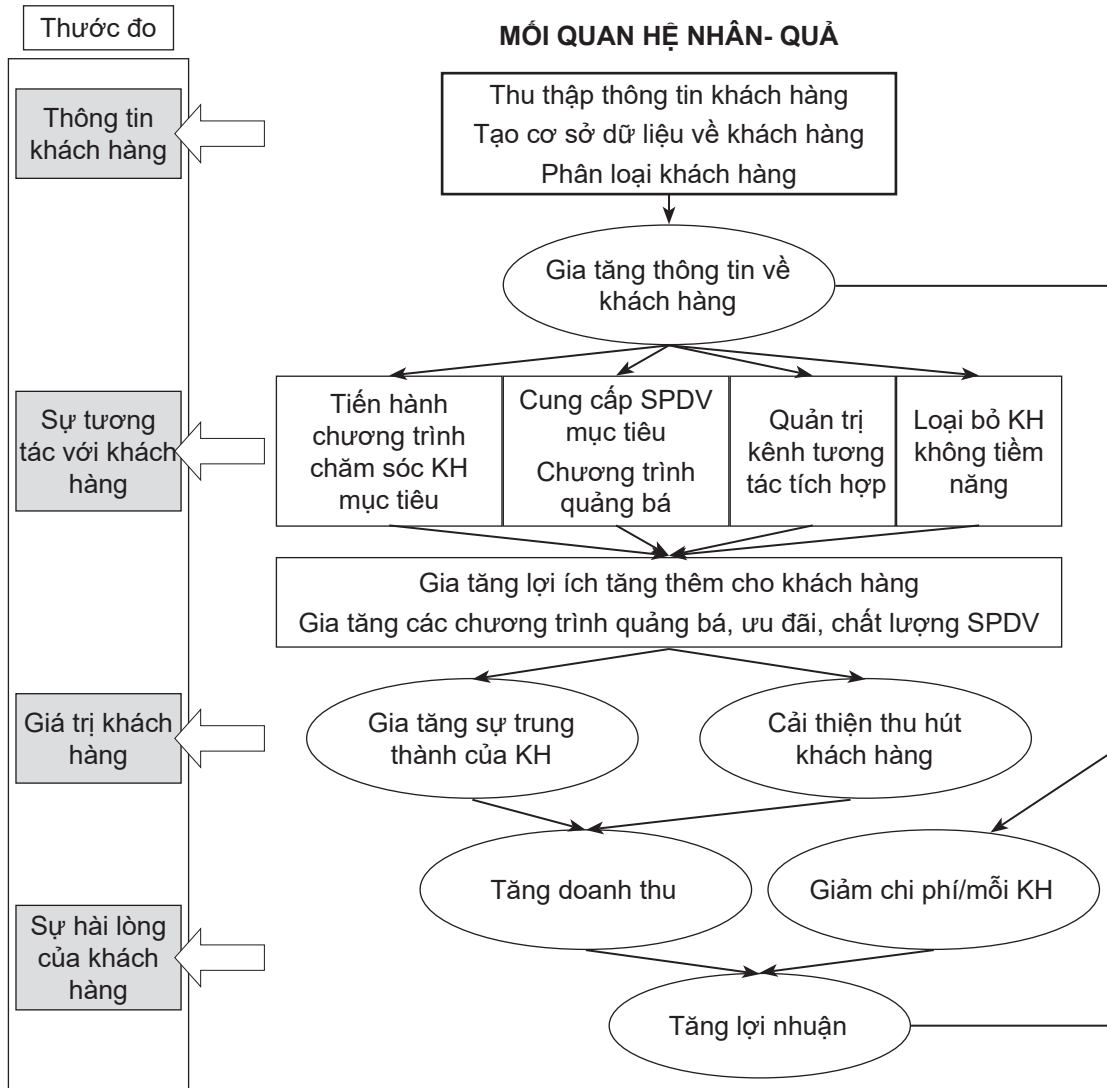 Thước đo
MỐI QUAN HỆ NHÂN- QUẢ
Thông tin
khách hàng
Thu thập thông tin khách hàng
Tạo cơ sở dữ liệu về khách hàng
Phân loại khách hàng
Gia tăng thông tin về
khách hàng
Sự tương
tác với khách
hàng
Tiến hành
chương trình
chăm sóc KH
mục tiêu
Cung cấp SPDV
mục tiêu
Chương trình
quảng bá
Quản trị
kênh tương
tác tích hợp
Loại bỏ KH
không tiềm
năng
Gia tăng lợi ích tăng thêm cho khách hàng
Gia tăng các chương trình quảng bá, ưu đãi, chất lượng SPDV
Giá trị khách
hàng
Gia tăng sự trung
thành của KH
Cải thiện thu hút
khách hàng
Tăng doanh thu
Giảm chi phí/mỗi KH
Sự hài lòng
của khách
hàng
Tăng lợi nhuận